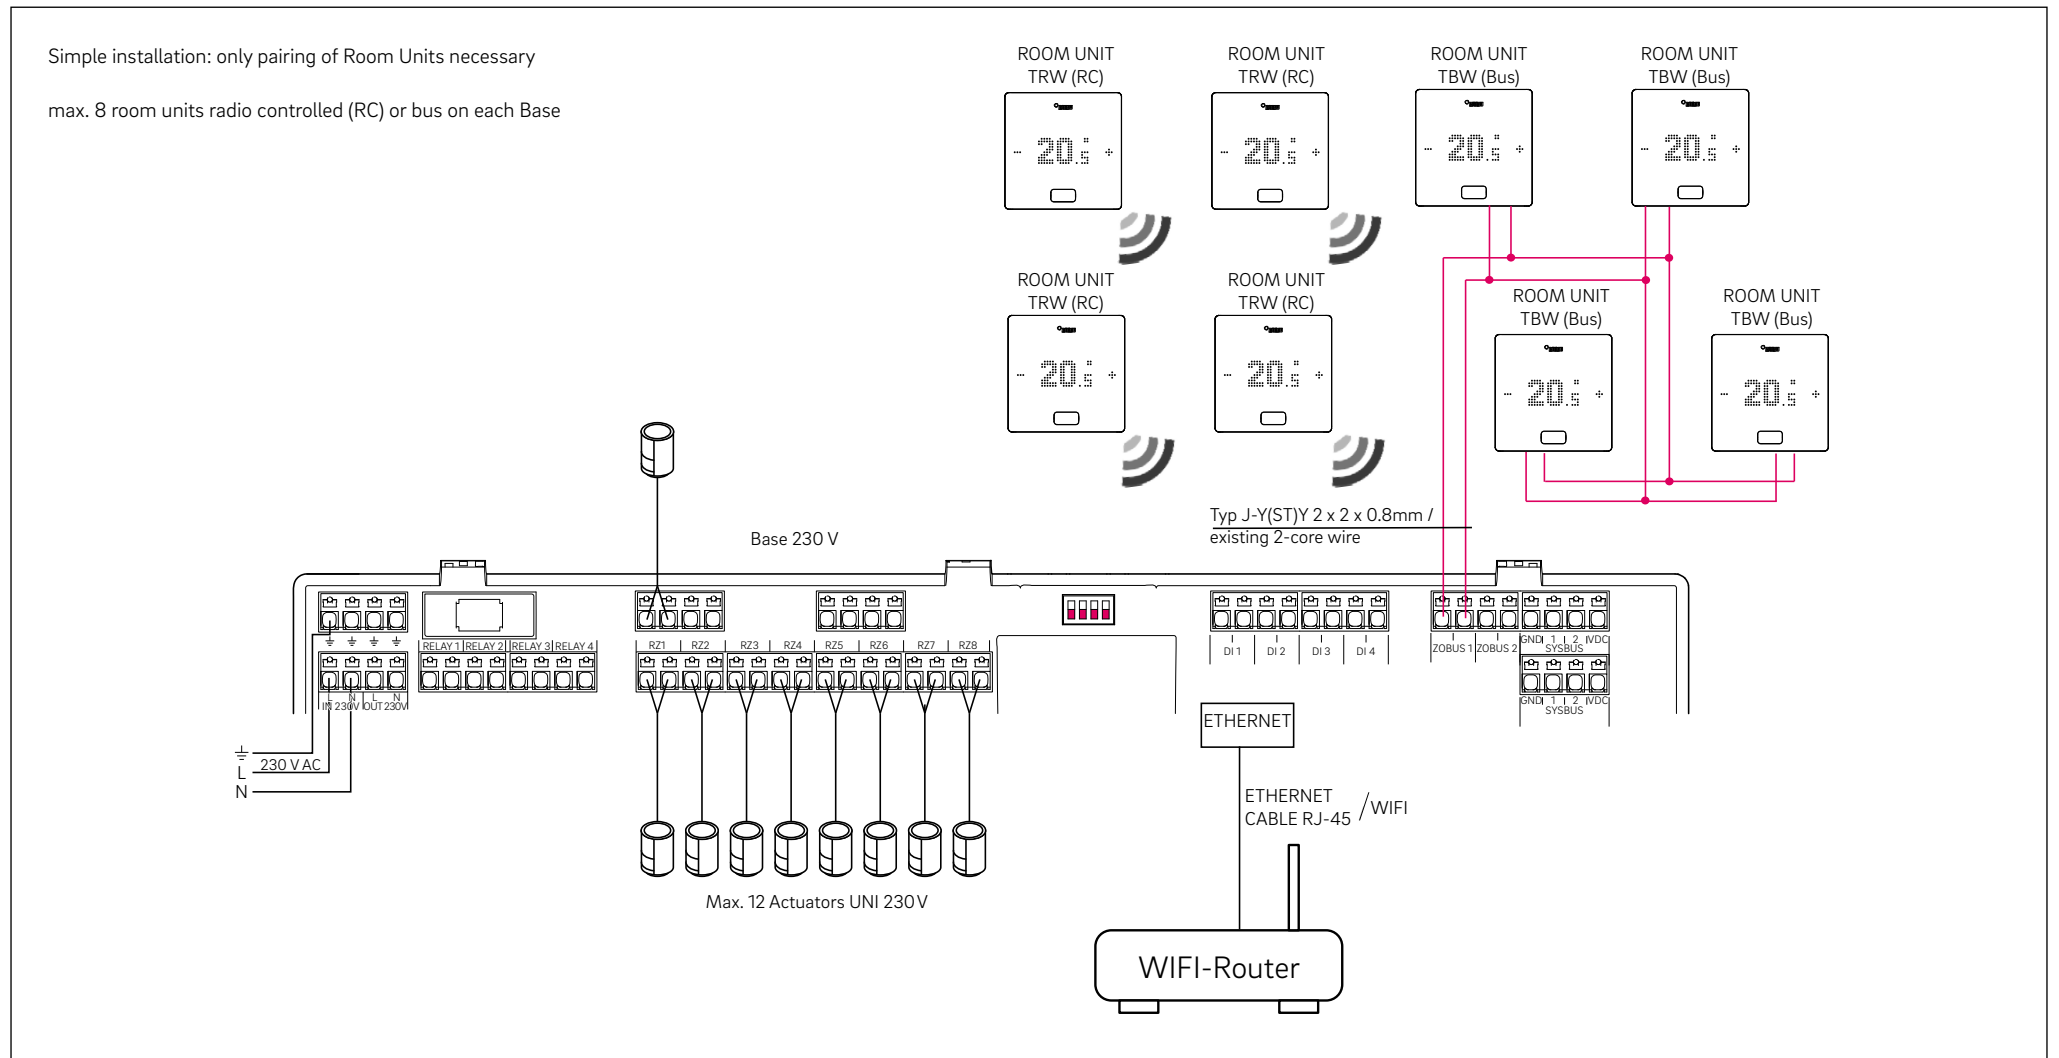 Simple installation: only pairing of Room Units necessary
max. 8 room units radio controlled (RC) or bus on each Base
ROOM UNIT
TRW (RC)
ROOM UNIT
TRW (RC)
ROOM UNIT
TBW (Bus)
ROOM UNIT
TBW (Bus)
- 20.5° +
- 20.5° +
- 20.5° +
- 20.5° +
ROOM UNIT
TRW (RC)
ROOM UNIT
TRW (RC)
ROOM UNIT
TBW (Bus)
ROOM UNIT
TBW (Bus)
- 20.5° +
- 20.5° +
- 20.5° +
- 20.5° +
Typ J-Y(ST)Y 2 x 2 x 0.8mm /
existing 2-core wire
Base 230 V
RELAY 1 RELAY 2 RELAY 3 RELAY 4
RZ1 RZ2 RZ3 RZ4 RZ5 RZ6 RZ7 RZ8
DI 1 DI 2 DI 3 DI 4
ZOBUS 1 ZOBUS 2
GND 1 2 VDC
SYSBUS
L N L N
IN 230V OUT 230V
GND 1 2 VDC
SYSBUS
230 V AC
L
N
ETHERNET
ETHERNET
CABLE RJ-45 / WIFI
Max. 12 Actuators UNI 230 V
WIFI-Router